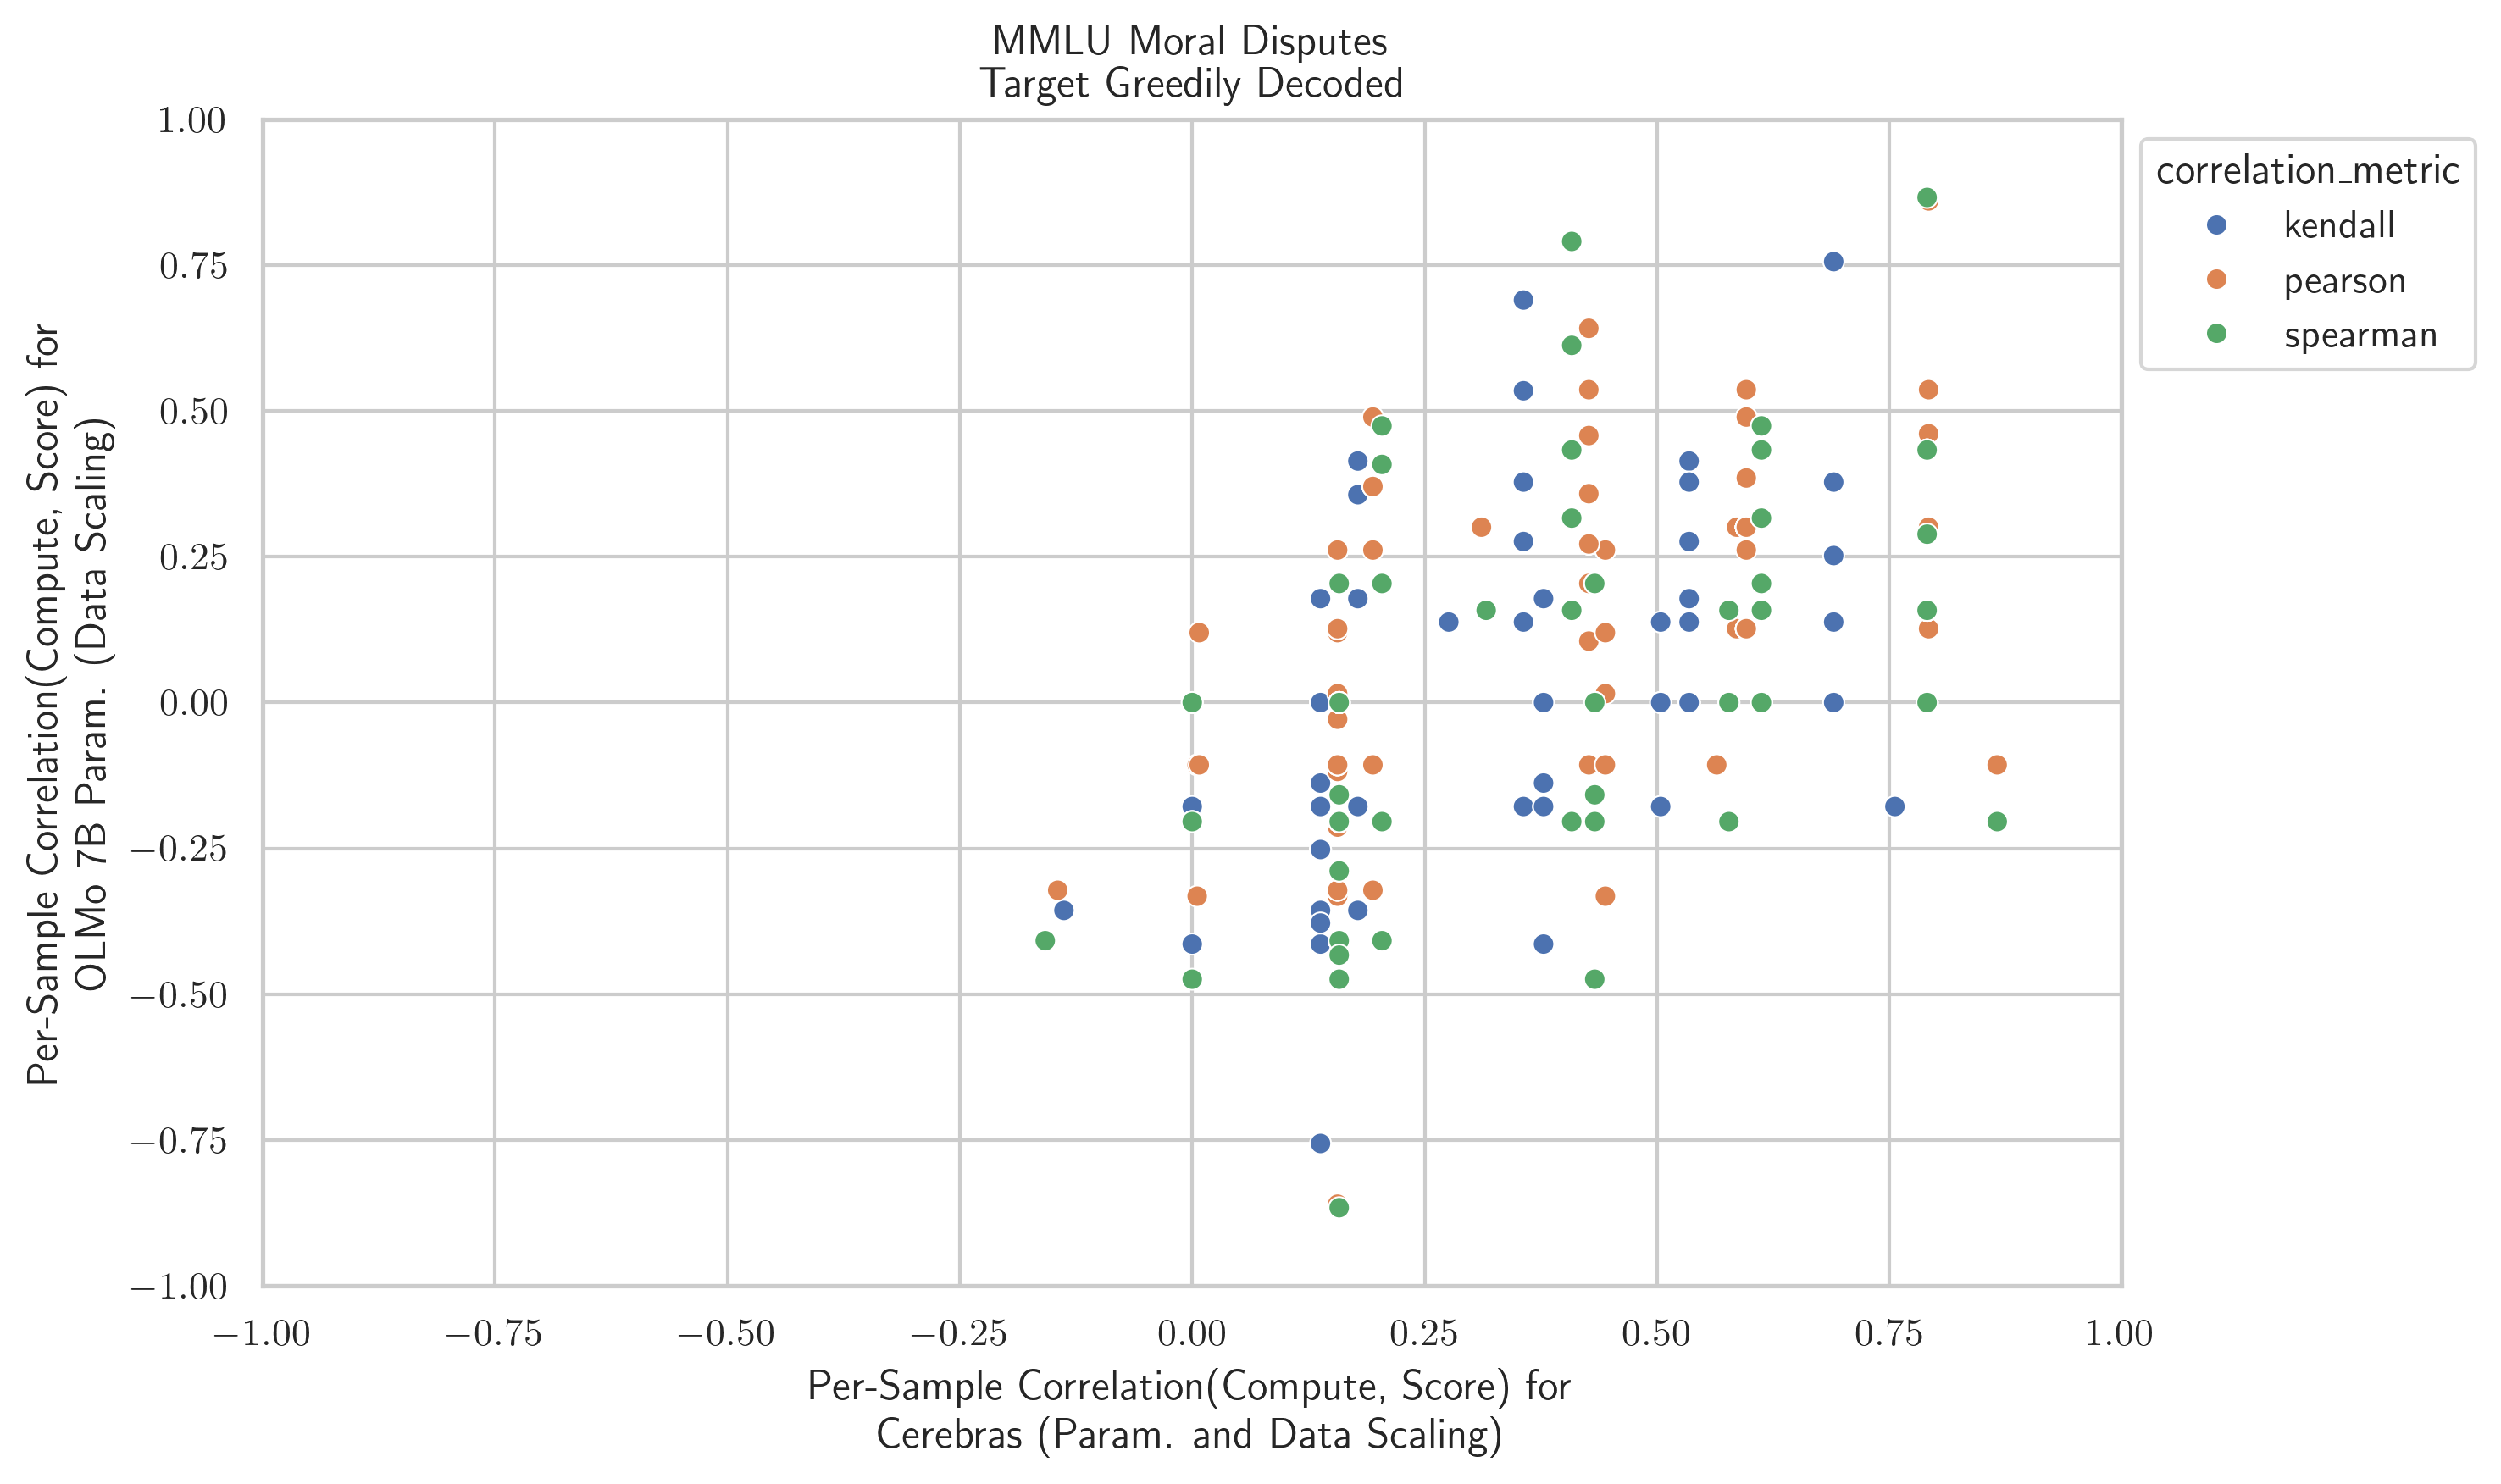 MMLU Moral Disputes
Target Greedily Decoded
Per-Sample Correlation(Compute, Score) for
OLMo 7B Param. (Data Scaling)
1.00
0.75
0.50
0.25
0.00
−0.25
−0.50
−0.75
−1.00
−1.00 −0.75 −0.50 −0.25 0.00 0.25 0.50 0.75 1.00
Per-Sample Correlation(Compute, Score) for
Cerebras (Param. and Data Scaling)
correlation_metric
kendall
pearson
spearman